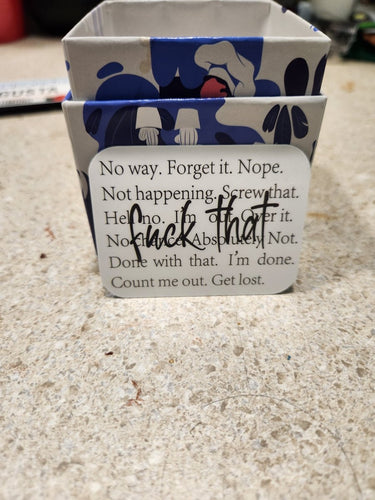 No way. Forget it. Nope.
Not happening. Screw that.
Hell no. I'm out. Over it.
fuck that
No chance. Absolutely Not.
Done with that. I'm done.
Count me out. Get lost.